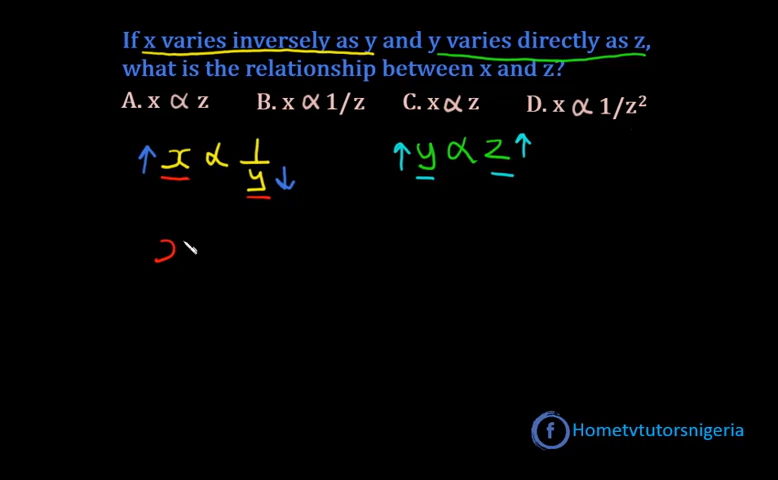 If x varies inversely as y and y varies directly as z,
what is the relationship between x and z?
A. x ∝ z B. x ∝ 1/z C. x ∝ z D. x ∝ 1/z²
↑ x ∝ 1/y ↓ ↑ y ∝ z ↑
f Hometvtutorsnigeria